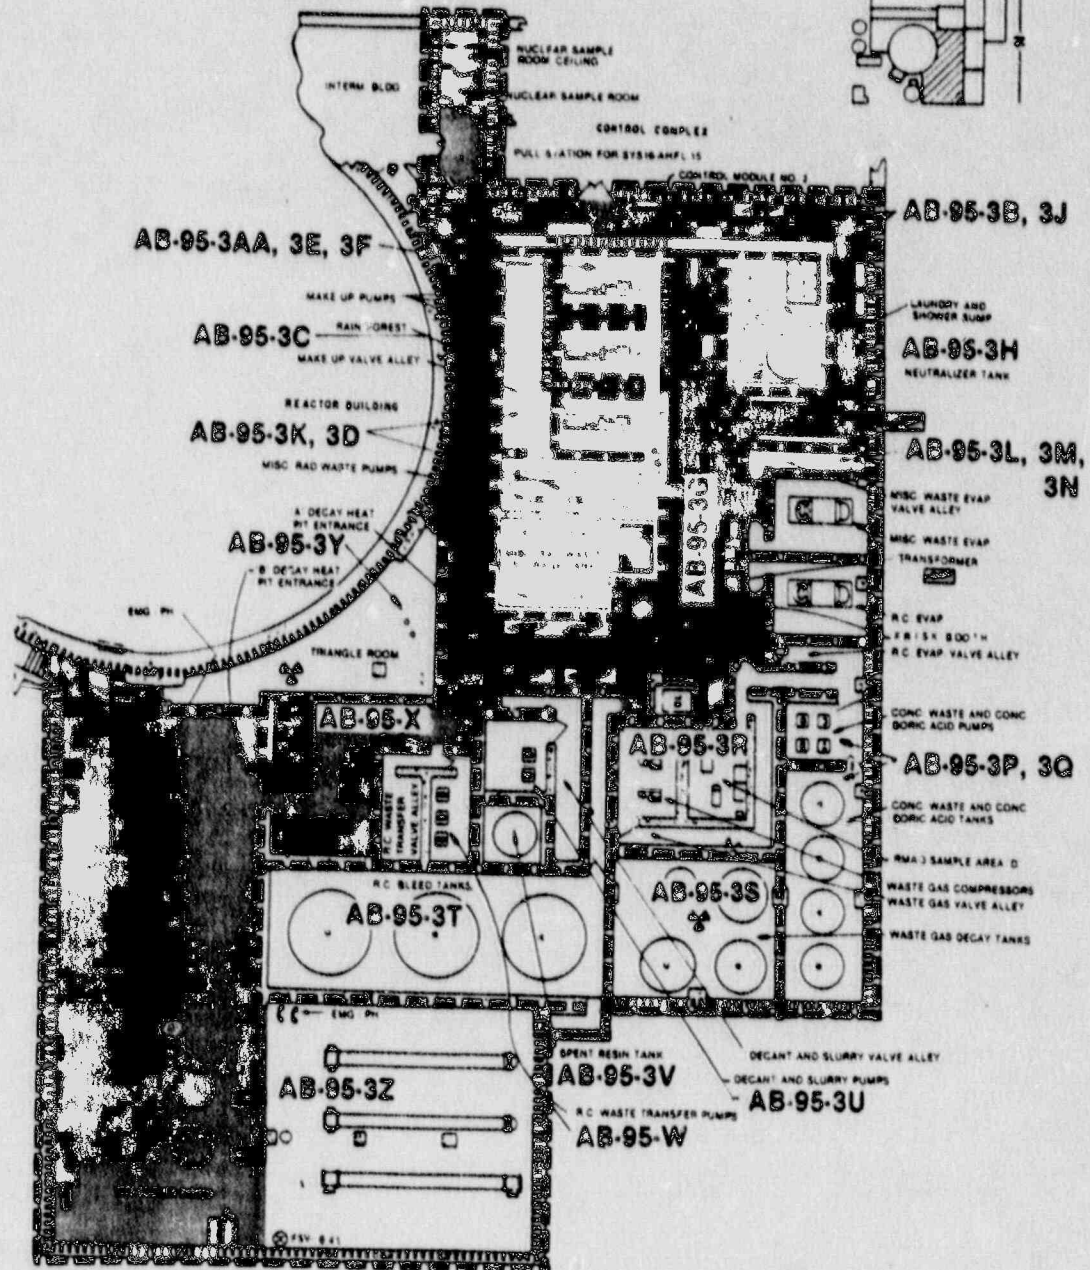 NUCLEAR SAMPLE
ROOM CEILING
INTERM BLDG
NUCLEAR SAMPLE ROOM
CONTROL COMPLEX
PULL STATION FOR
CONTROL MODULE NO. 2
AB-95-3B, 3J
AB-95-3AA, 3E, 3F
MAKE UP PUMPS
LAUNDRY AND
SHOWER SUMP
RAIN FOREST
AB-95-3C
MAKE UP VALVE ALLEY
AB-95-3H
NEUTRALIZER TANK
REACTOR BUILDING
AB-95-3K, 3D
AB-95-3L, 3M,
3N
MISC. RAD WASTE PUMPS
AB-95-3G
MISC WASTE EVAP
VALVE ALLEY
A DECAY HEAT
PIT ENTRANCE
AB-95-3Y
MISC WASTE EVAP
TRANSFORMER
B DECAY HEAT
PIT ENTRANCE
EMG PH
R.C EVAP
FRISK BOOTH
R.C EVAP VALVE ALLEY
TRIANGLE ROOM
AB-95-X
CONC WASTE AND CONC
BORIC ACID PUMPS
AB-95-3R
AB-95-3P, 3Q
R.C WASTE
TRANSFER
VALVE ALLEY
CONC WASTE AND CONC
BORIC ACID TANKS
SAMPLE AREA
R.C BLEED TANKS
AB-95-3S
WASTE GAS COMPRESSORS
WASTE GAS VALVE ALLEY
AB-95-3T
WASTE GAS DECAY TANKS
EMG PH
SPENT RESIN TANK
AB-95-3V
DECANT AND SLURRY VALVE ALLEY
DECANT AND SLURRY PUMPS
AB-95-3U
AB-95-3Z
R.C WASTE TRANSFER PUMPS
AB-95-W